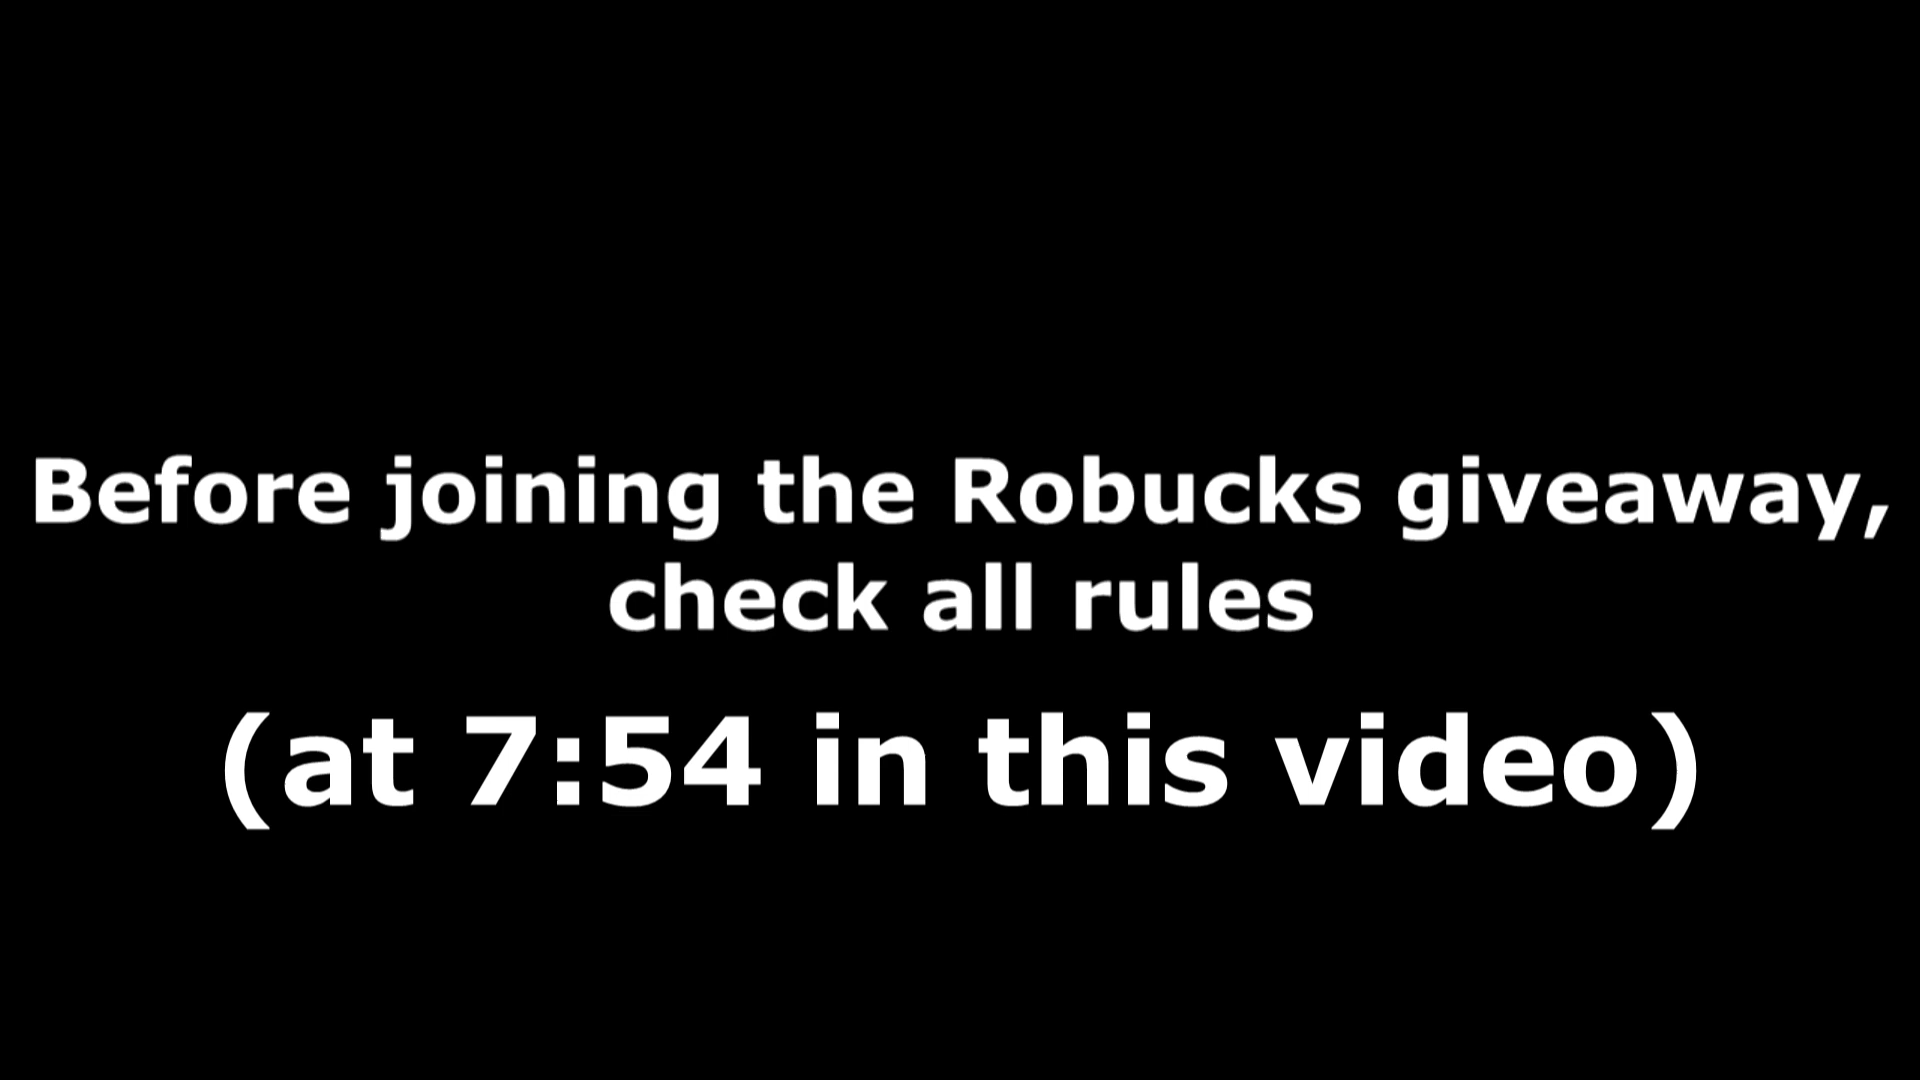 Before joining the Robucks giveaway,
check all rules
(at 7:54 in this video)